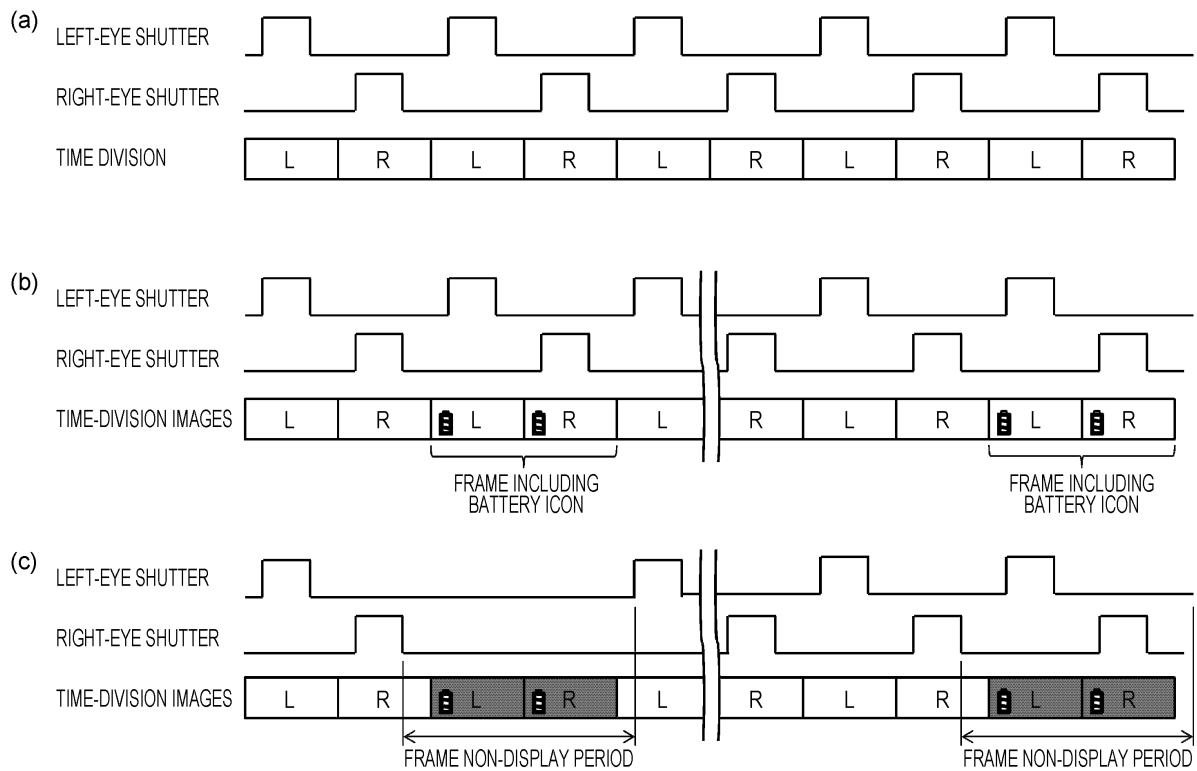 (a)
LEFT-EYE SHUTTER
RIGHT-EYE SHUTTER
TIME DIVISION L R L R L R L R L R
(b)
LEFT-EYE SHUTTER
RIGHT-EYE SHUTTER
TIME-DIVISION IMAGES L R L R L R L R L R
FRAME INCLUDING
BATTERY ICON
FRAME INCLUDING
BATTERY ICON
(c)
LEFT-EYE SHUTTER
RIGHT-EYE SHUTTER
TIME-DIVISION IMAGES L R L R L R L R L R
FRAME NON-DISPLAY PERIOD FRAME NON-DISPLAY PERIOD